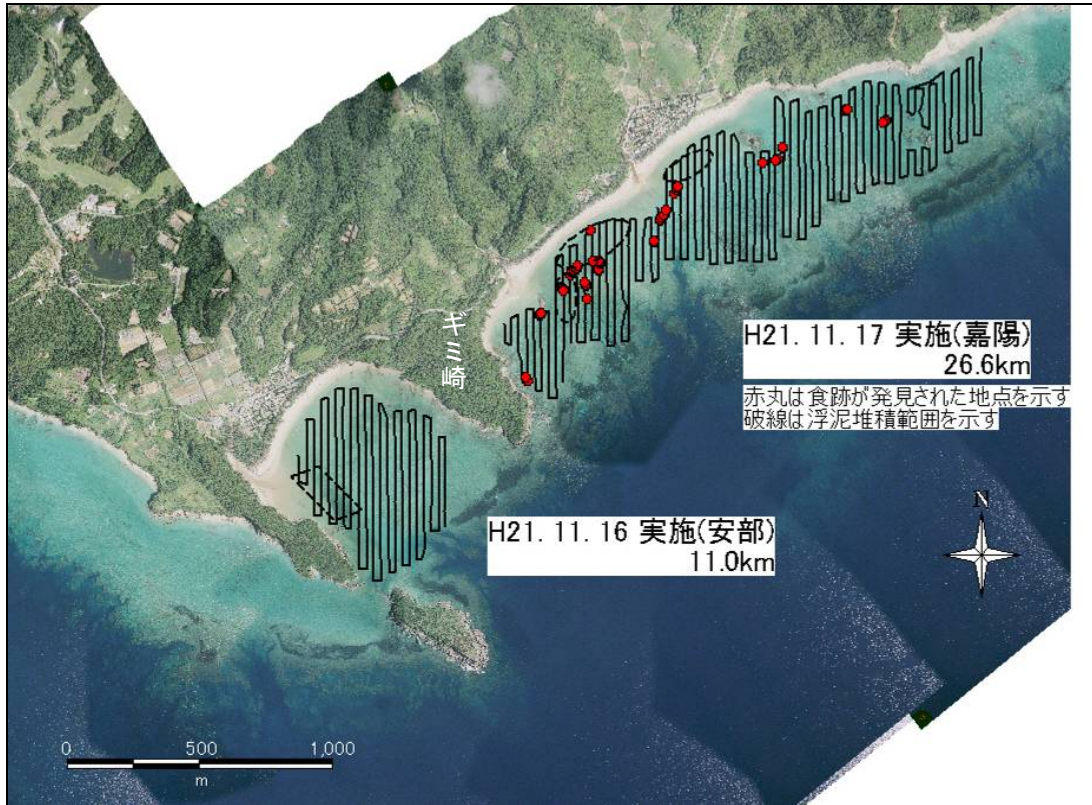 ギミ崎
H21.11.17 実施(嘉陽)
26.6km
赤丸は食跡が発見された地点を示す
破線は浮泥堆積範囲を示す
H21.11.16 実施(安部)
11.0km
N
0 500 1,000
m